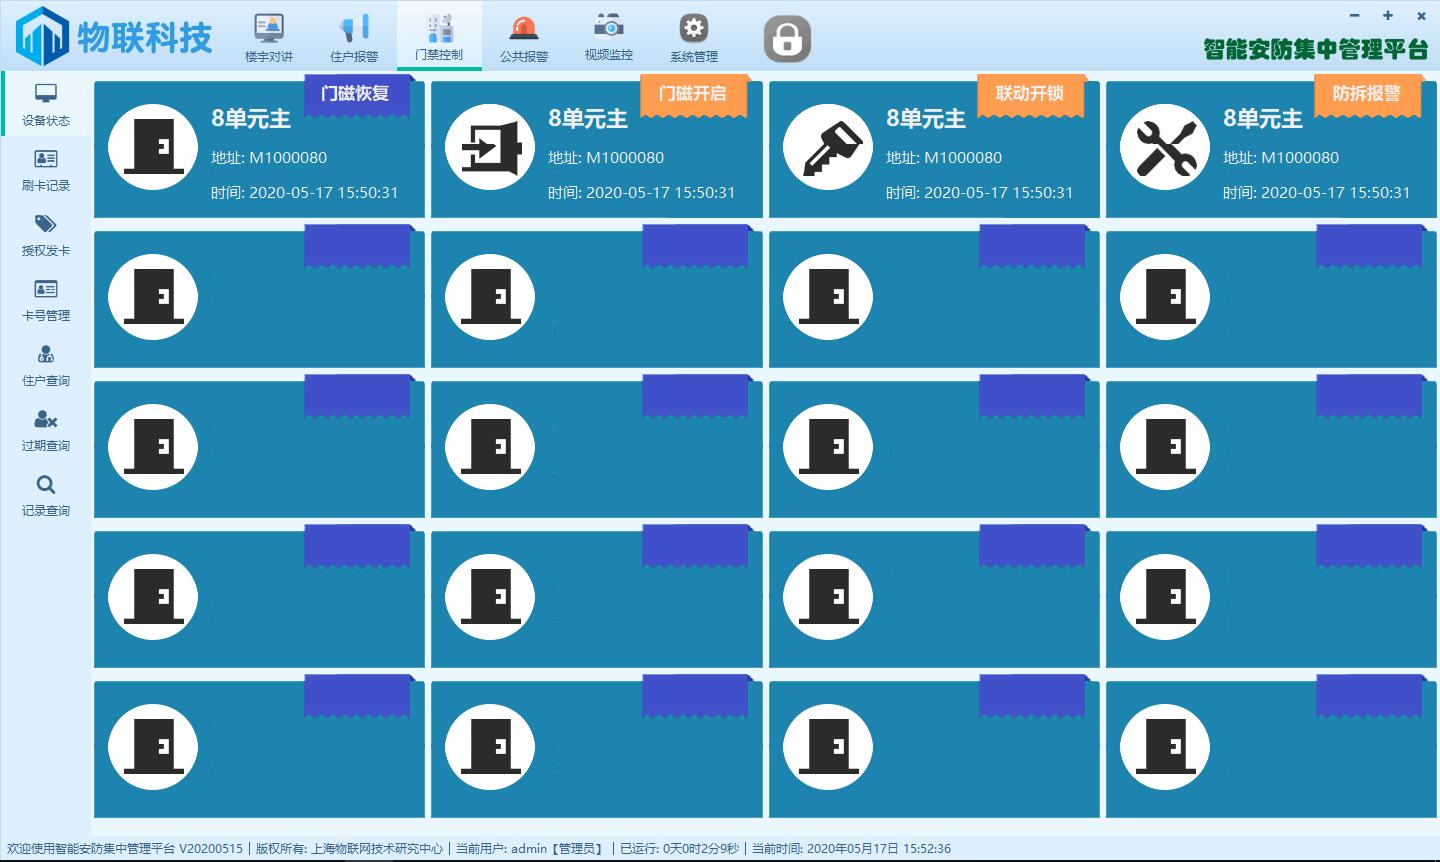 物联科技
楼宇对讲
住户报警
门禁控制
公共报警
视频监控
系统管理
智能安防集中管理平台
设备状态
刷卡记录
授权发卡
卡号管理
住户查询
过期查询
记录查询
门磁恢复
8单元主
地址: M1000080
时间: 2020-05-17 15:50:31
门磁开启
8单元主
地址: M1000080
时间: 2020-05-17 15:50:31
联动开锁
8单元主
地址: M1000080
时间: 2020-05-17 15:50:31
防拆报警
8单元主
地址: M1000080
时间: 2020-05-17 15:50:31
欢迎使用智能安防集中管理平台 V20200515 | 版权所有: 上海物联网技术研究中心 | 当前用户: admin【管理员】 | 已运行: 0天0时2分9秒 | 当前时间: 2020年05月17日 15:52:36